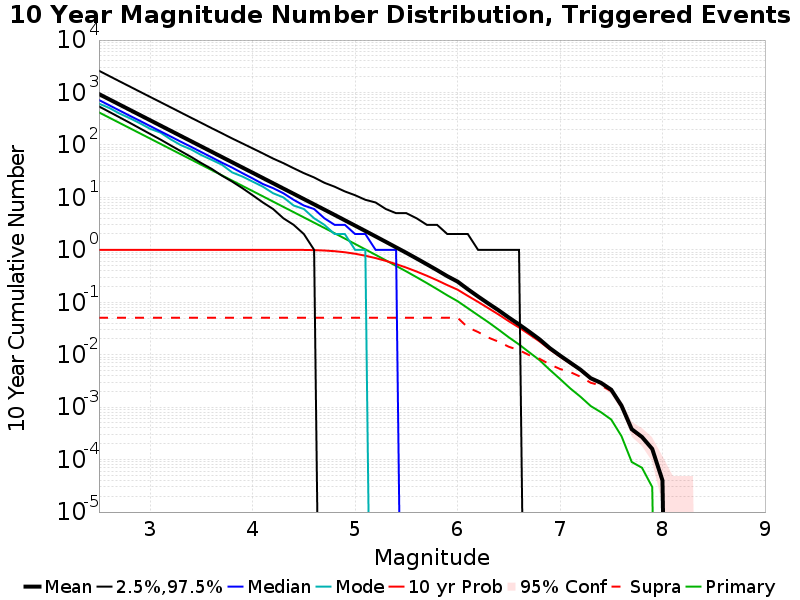 10 Year Magnitude Number Distribution, Triggered Events
10 Year Cumulative Number
10^4
10^3
10^2
10^1
10^0
10^-1
10^-2
10^-3
10^-4
10^-5
3 4 5 6 7 8 9
Magnitude
Mean 2.5%,97.5% Median Mode 10 yr Prob 95% Conf Supra Primary